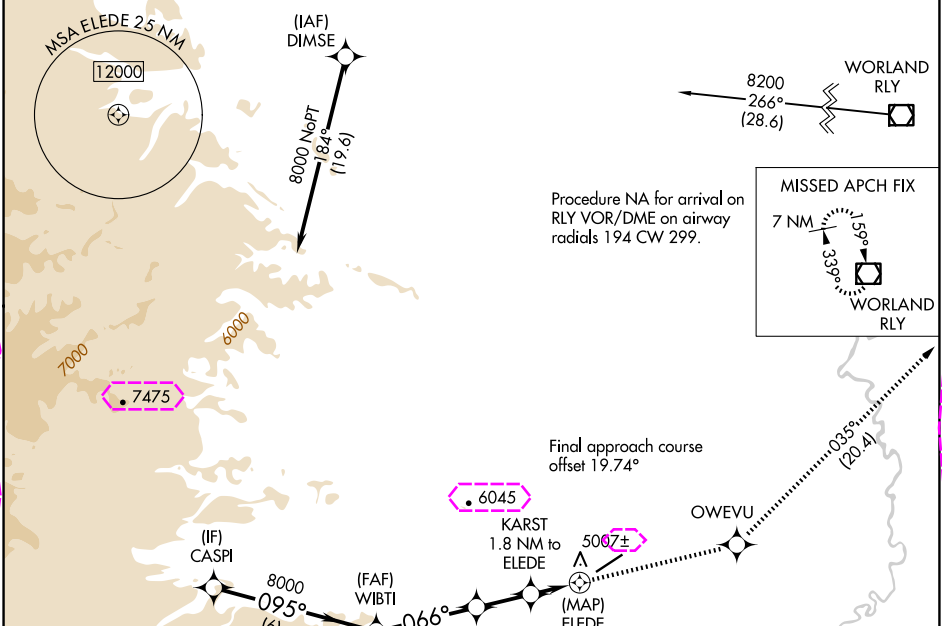 MSA ELEDE 25 NM
12000
(IAF)
DIMSE
8000 NoPT
184°
(19.6)
8200
266°
(28.6)
WORLAND
RLY
Procedure NA for arrival on
RLY VOR/DME on airway
radials 194 CW 299.
MISSED APCH FIX
7 NM
159°
339°
WORLAND
RLY
7000
6000
7475
035°
(20.4)
Final approach course
offset 19.74°
6045
KARST
1.8 NM to
ELEDE
5007±
OWEVU
(IF)
CASPI
8000
095°
(6)
(FAF)
WIBTI
066°
(MAP)
ELEDE